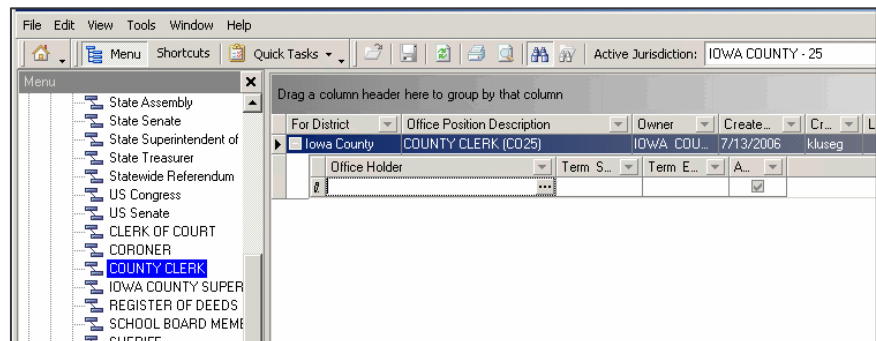 File Edit View Tools Window Help
Menu Shortcuts Quick Tasks Active Jurisdiction: IOWA COUNTY - 25
Menu
State Assembly
State Senate
State Superintendent of
State Treasurer
Statewide Referendum
US Congress
US Senate
CLERK OF COURT
CORONER
COUNTY CLERK
IOWA COUNTY SUPER
REGISTER OF DEEDS
SCHOOL BOARD MEME
SHERIFF
Drag a column header here to group by that column
For District Office Position Description Owner Create... Cr... L
Iowa County COUNTY CLERK (CO25) IOWA COU... 7/13/2006 kluseg
Office Holder Term S... Term E... A...